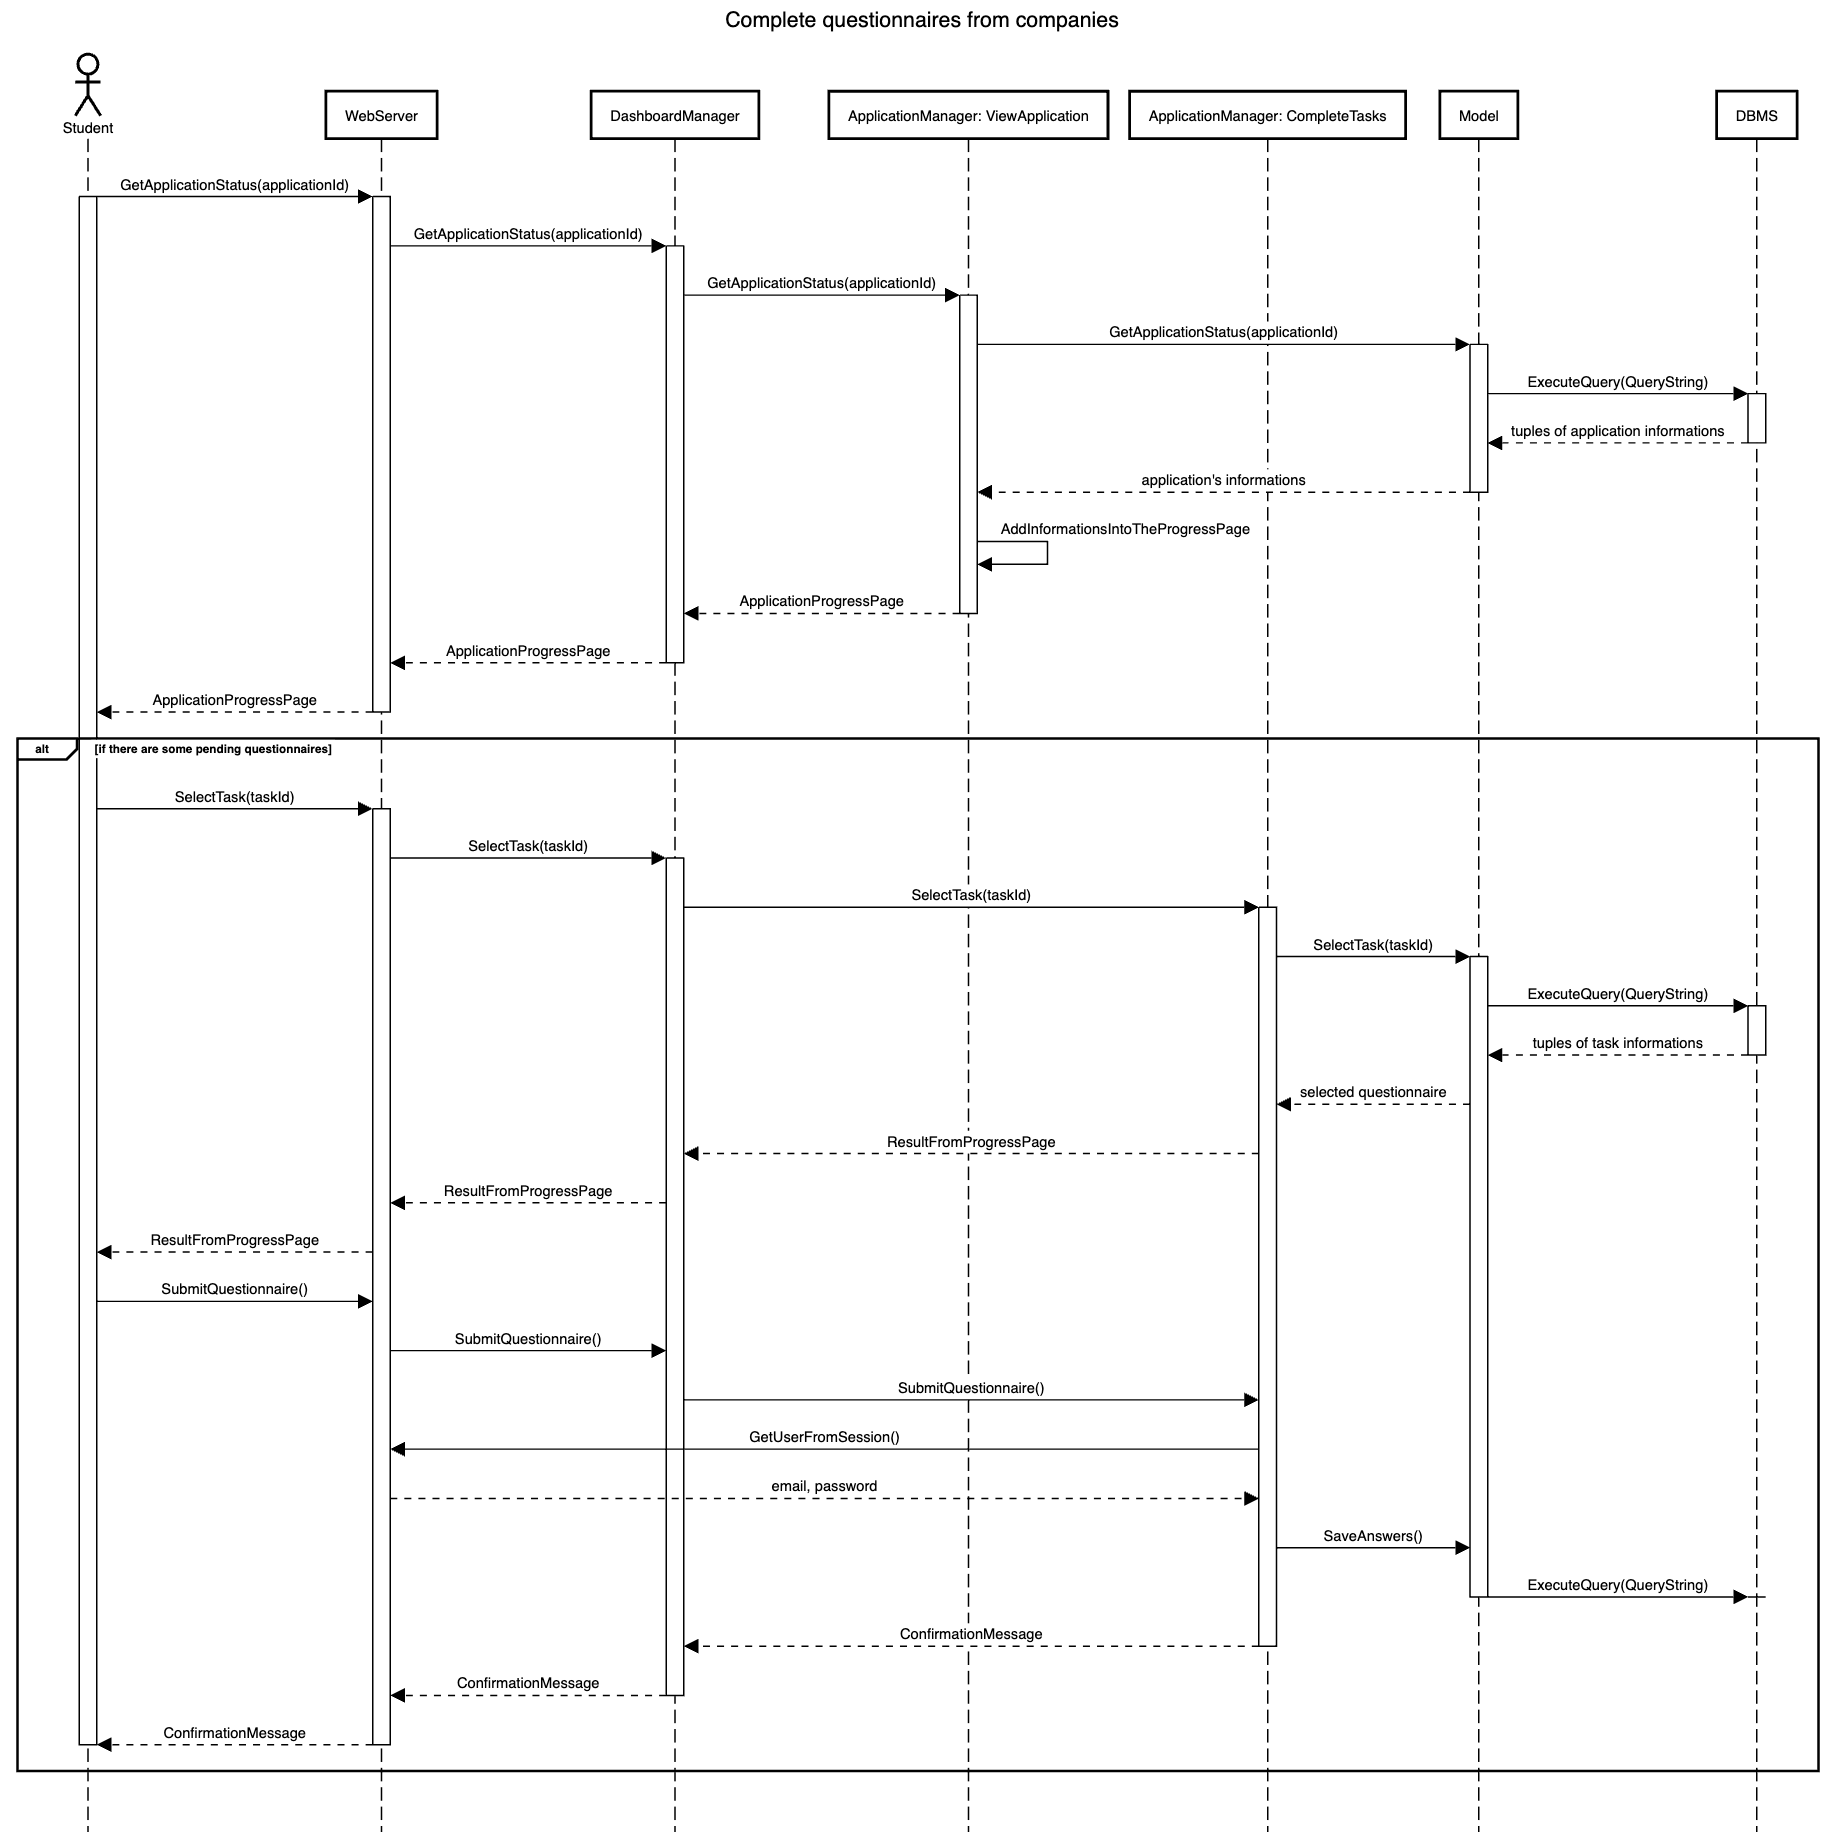 Complete questionnaires from companies
Student
WebServer
DashboardManager
ApplicationManager: ViewApplication
ApplicationManager: CompleteTasks
Model
DBMS
GetApplicationStatus(applicationId)
GetApplicationStatus(applicationId)
GetApplicationStatus(applicationId)
GetApplicationStatus(applicationId)
ExecuteQuery(QueryString)
tuples of application informations
application's informations
AddInformationsIntoTheProgressPage
ApplicationProgressPage
ApplicationProgressPage
ApplicationProgressPage
alt
[if there are some pending questionnaires]
SelectTask(taskId)
SelectTask(taskId)
SelectTask(taskId)
SelectTask(taskId)
ExecuteQuery(QueryString)
tuples of task informations
selected questionnaire
ResultFromProgressPage
ResultFromProgressPage
ResultFromProgressPage
SubmitQuestionnaire()
SubmitQuestionnaire()
SubmitQuestionnaire()
GetUserFromSession()
email, password
SaveAnswers()
ExecuteQuery(QueryString)
ConfirmationMessage
ConfirmationMessage
ConfirmationMessage